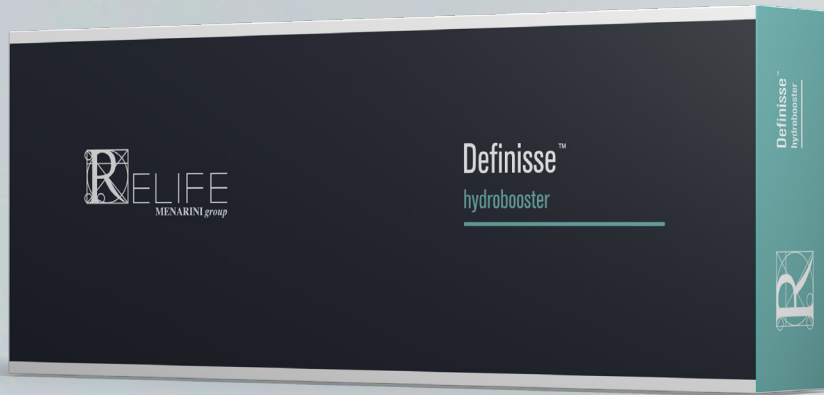 RELIFE
MENARINI group
Definisse™
hydrobooster
Definisse™
hydrobooster
R